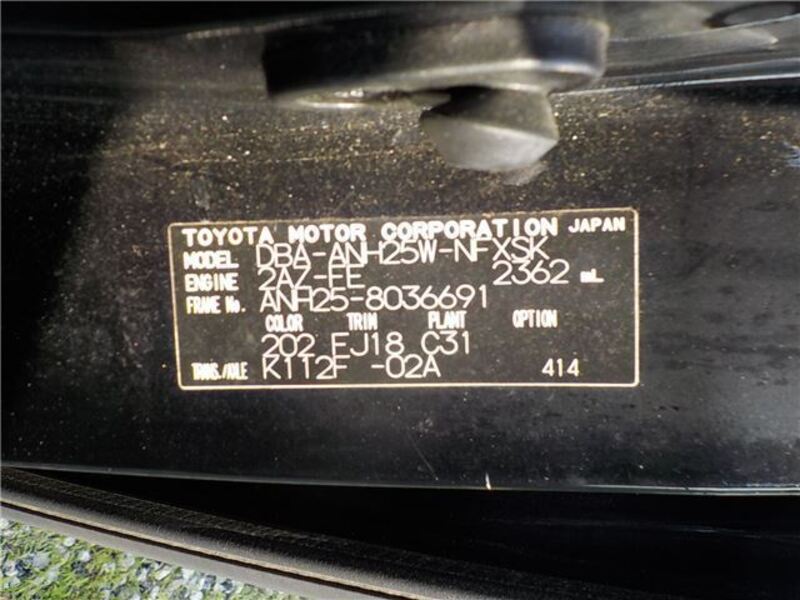 TOYOTA MOTOR CORPORATION JAPAN
MODEL DBA-ANH25W-NFXSK
ENGINE 2AZ-FE 2362 mL
FRAME No. ANH25-8036691
COLOR TRIM PLANT OPTION
202 FJ18 C31
TRANS./AXLE K112F -02A 414